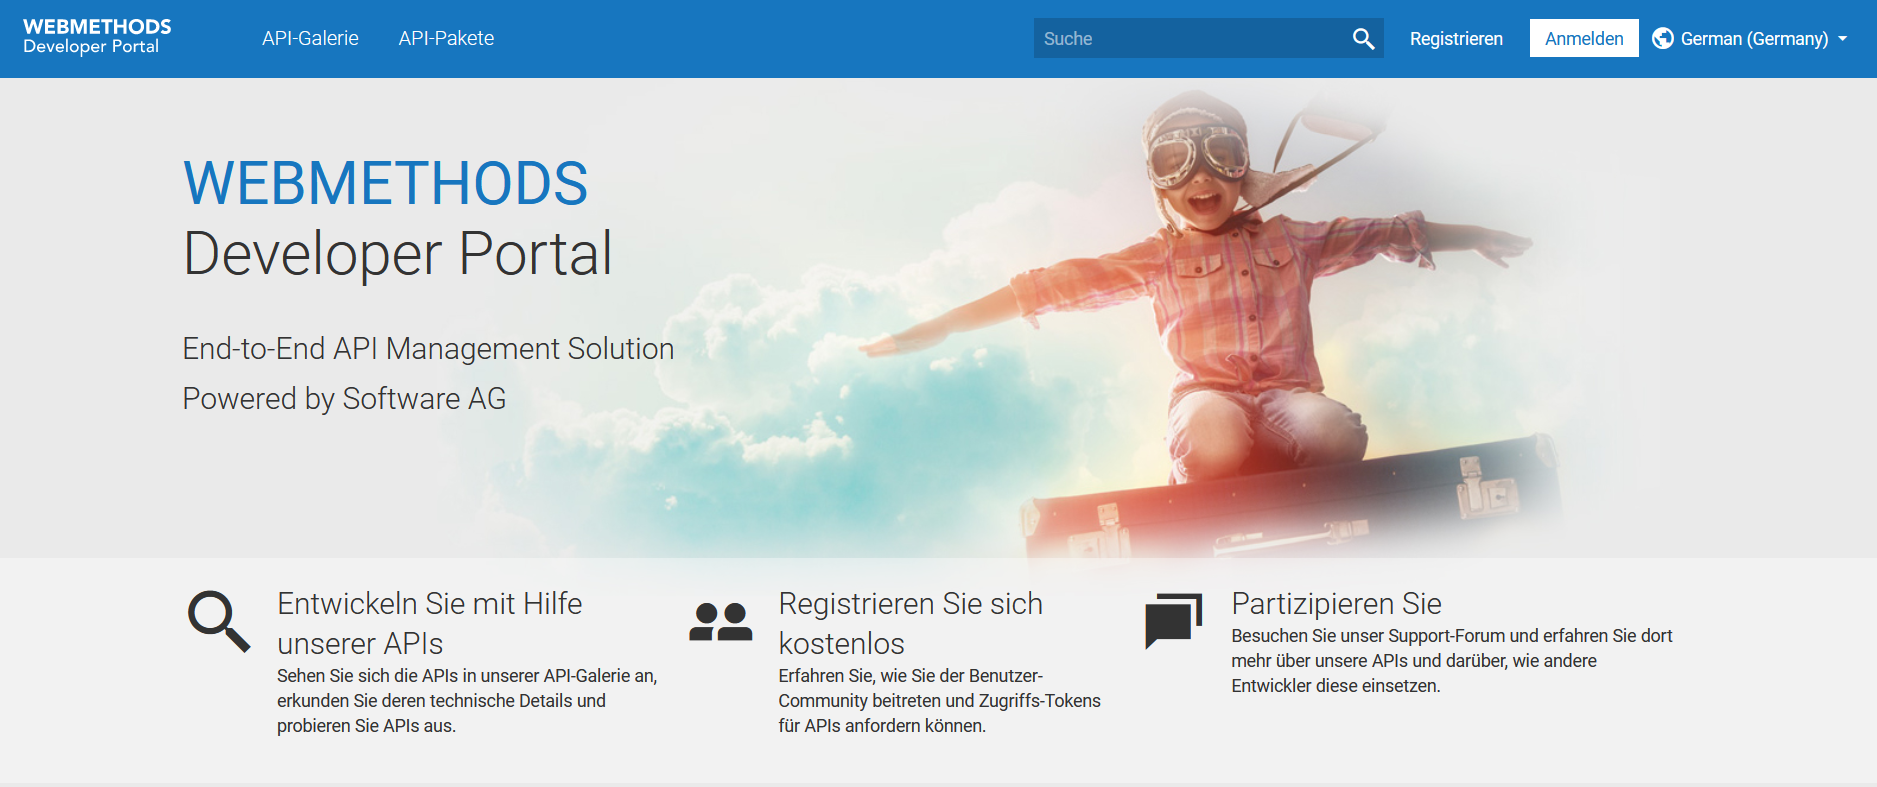 WEBMETHODS
Developer Portal
API-Galerie
API-Pakete
Suche
Registrieren
Anmelden
German (Germany)
WEBMETHODS
Developer Portal
End-to-End API Management Solution
Powered by Software AG
Entwickeln Sie mit Hilfe
unserer APIs
Sehen Sie sich die APIs in unserer API-Galerie an,
erkunden Sie deren technische Details und
probieren Sie APIs aus.
Registrieren Sie sich
kostenlos
Erfahren Sie, wie Sie der Benutzer-
Community beitreten und Zugriffs-Tokens
für APIs anfordern können.
Partizipieren Sie
Besuchen Sie unser Support-Forum und erfahren Sie dort
mehr über unsere APIs und darüber, wie andere
Entwickler diese einsetzen.